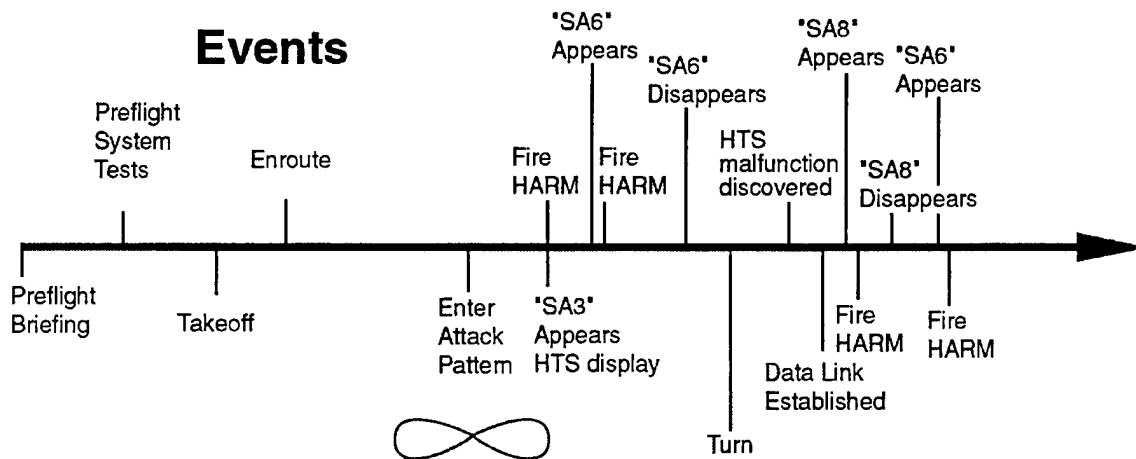 Events
Preflight
System
Tests
Enroute
Fire
HARM
"SA6"
Appears
Fire
HARM
"SA6"
Disappears
HTS
malfunction
discovered
"SA8"
Appears
"SA8"
Disappears
"SA6"
Appears
Preflight
Briefing
Takeoff
Enter
Attack
Pattern
"SA3"
Appears
HTS display
Turn
Data Link
Established
Fire
HARM
Fire
HARM